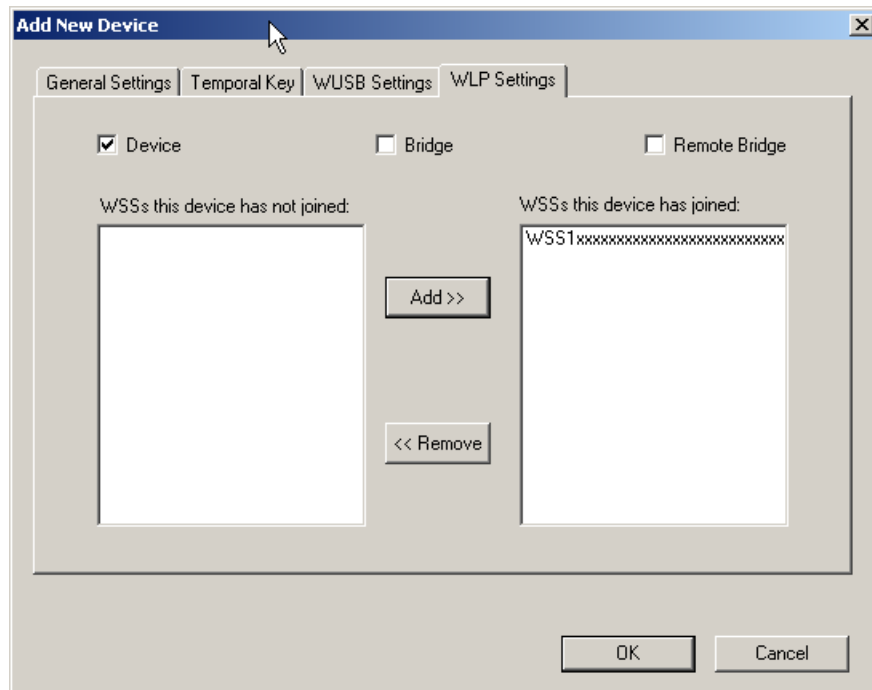 Add New Device
General Settings Temporal Key WUSB Settings WLP Settings
Device Bridge Remote Bridge
WSSs this device has not joined:
WSSs this device has joined:
WSS1xxxxxxxxxxxxxxxxxxxxxxxxxx
Add >>
<< Remove
OK Cancel